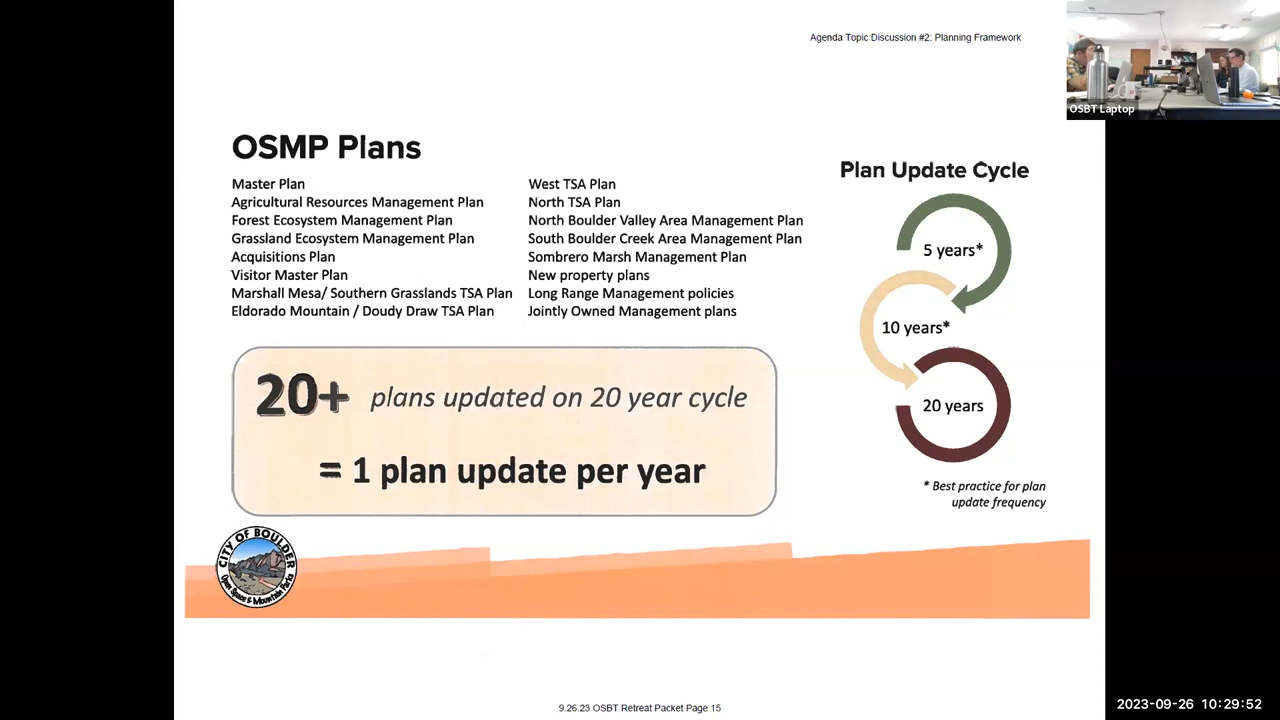 Agenda Topic Discussion #2: Planning Framework
OSBT Laptop
OSMP Plans
Master Plan
Agricultural Resources Management Plan
Forest Ecosystem Management Plan
Grassland Ecosystem Management Plan
Acquisitions Plan
Visitor Master Plan
Marshall Mesa/ Southern Grasslands TSA Plan
Eldorado Mountain / Doudy Draw TSA Plan
West TSA Plan
North TSA Plan
North Boulder Valley Area Management Plan
South Boulder Creek Area Management Plan
Sombrero Marsh Management Plan
New property plans
Long Range Management policies
Jointly Owned Management plans
Plan Update Cycle
5 years*
10 years*
20 years
* Best practice for plan
update frequency
20+ plans updated on 20 year cycle
= 1 plan update per year
CITY OF BOULDER
Open Space & Mountain Parks
9.26.23 OSBT Retreat Packet Page 15
2023-09-26 10:29:52